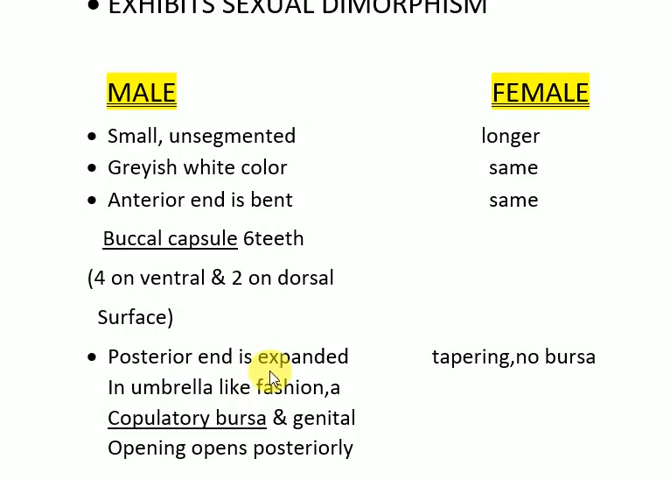 • EXHIBITS SEXUAL DIMORPHISM
MALE FEMALE
• Small, unsegmented longer
• Greyish white color same
• Anterior end is bent same
Buccal capsule 6teeth
(4 on ventral & 2 on dorsal
Surface)
• Posterior end is expanded tapering,no bursa
In umbrella like fashion,a
Copulatory bursa & genital
Opening opens posteriorly